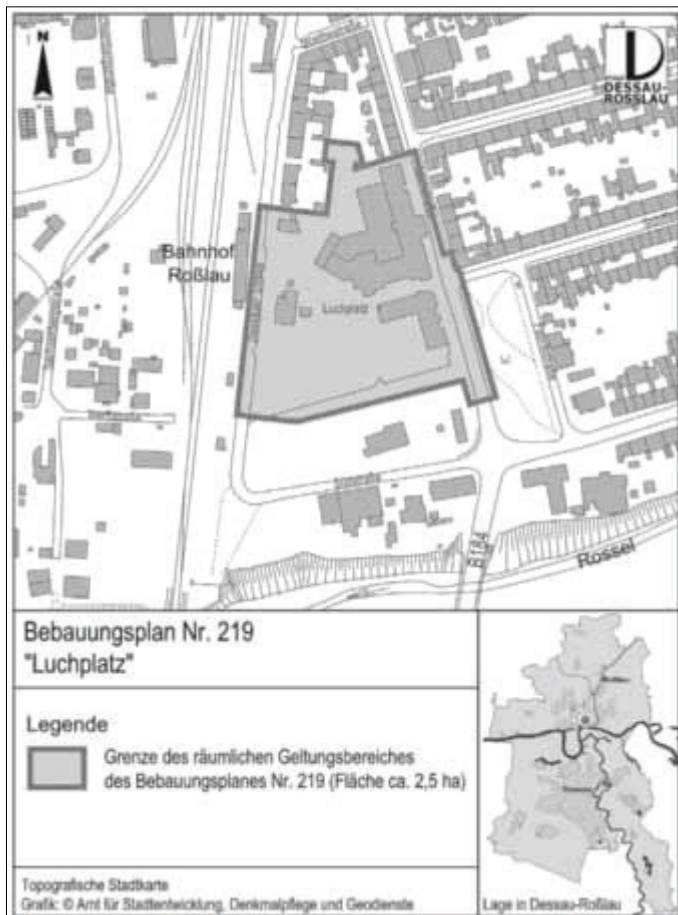 N
DESSAU-
ROSSLAU
Bahnhof
Roßlau
Luchplatz
B 184
Rossel
Bebauungsplan Nr. 219
"Luchplatz"
Legende
Grenze des räumlichen Geltungsbereiches
des Bebauungsplanes Nr. 219 (Fläche ca. 2,5 ha)
Topografische Stadtkarte
Grafik: © Amt für Stadtentwicklung, Denkmalpflege und Geodienste
Lage in Dessau-Roßlau